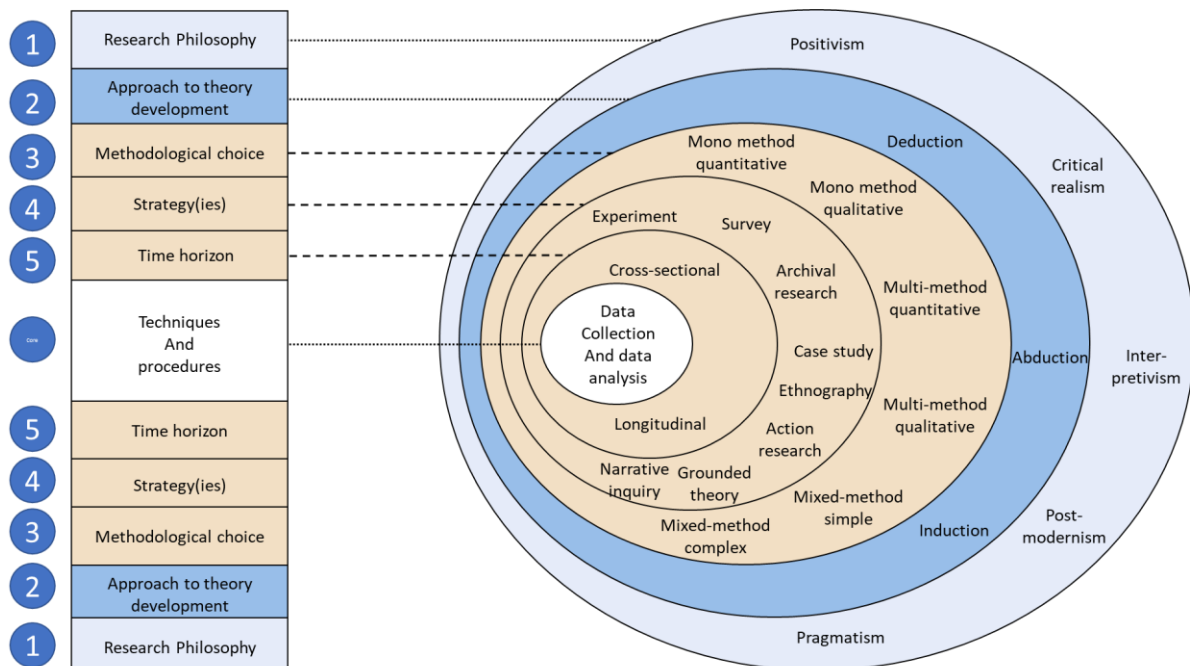 1
Research Philosophy
2
Approach to theory
development
3
Methodological choice
4
Strategy(ies)
5
Time horizon
Core
Techniques
And
procedures
5
Time horizon
4
Strategy(ies)
3
Methodological choice
2
Approach to theory
development
1
Research Philosophy
Positivism
Critical
realism
Inter-
pretivism
Post-
modernism
Pragmatism
Deduction
Abduction
Induction
Mono method
quantitative
Mono method
qualitative
Multi-method
quantitative
Multi-method
qualitative
Mixed-method
simple
Mixed-method
complex
Experiment
Survey
Archival
research
Case study
Ethnography
Action
research
Grounded
theory
Narrative
inquiry
Cross-sectional
Longitudinal
Data
Collection
And data
analysis